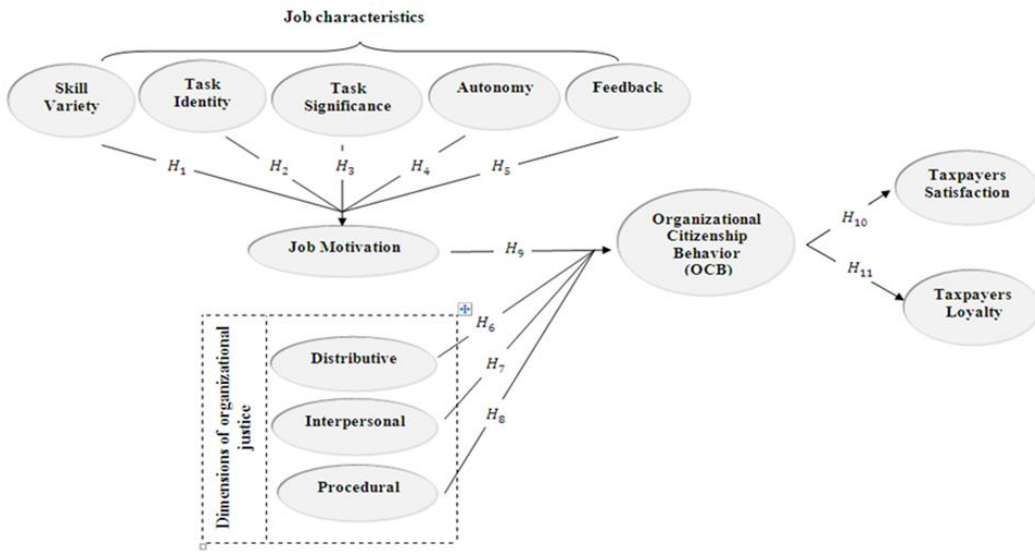 Job characteristics
Skill
Variety
Task
Identity
Task
Significance
Autonomy
Feedback
H₁
H₂
H₃
H₄
H₅
Job Motivation
H₉
Organizational
Citizenship
Behavior
(OCB)
H₁₀
Taxpayers
Satisfaction
H₁₁
Taxpayers
Loyalty
Dimensions of organizational
justice
Distributive
H₆
Interpersonal
H₇
Procedural
H₈